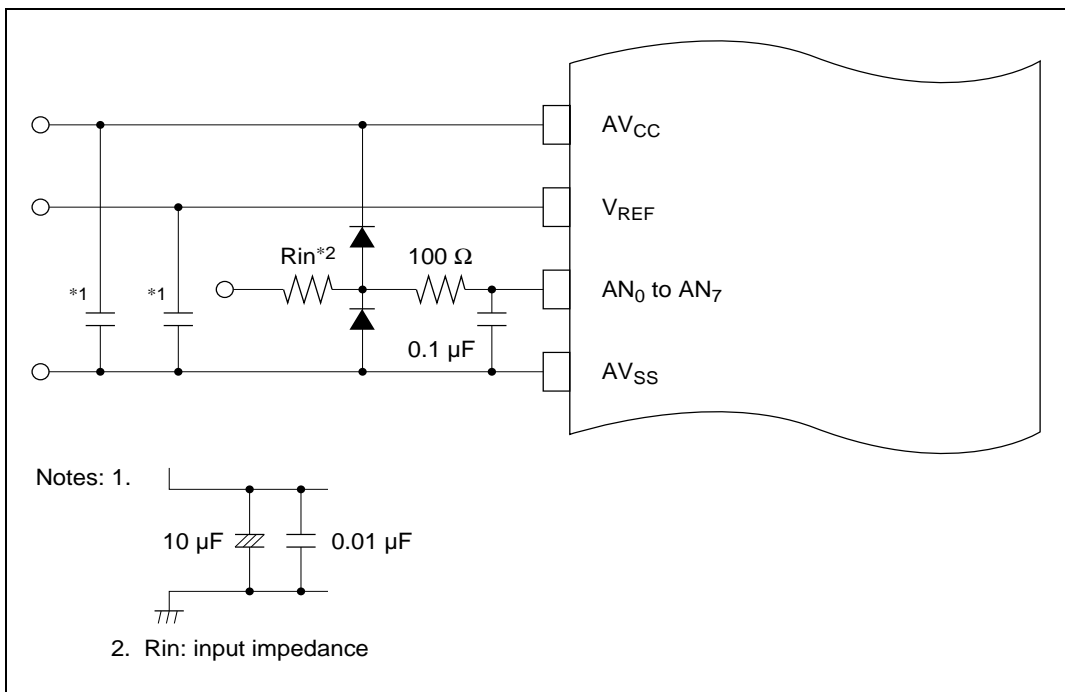 AVCC
VREF
Rin*2
100 Ω
*1
*1
AN0 to AN7
0.1 µF
AVSS
Notes: 1.
10 µF
0.01 µF
2. Rin: input impedance